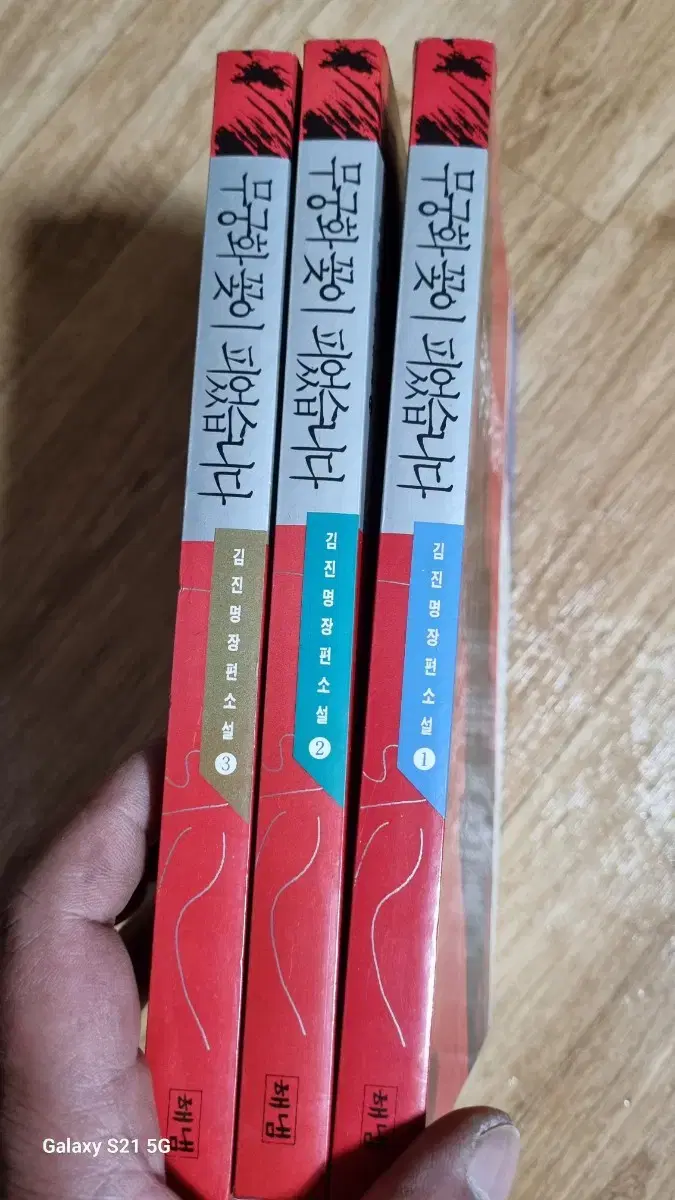 무궁화 꽃이 피었습니다
김진명장편소설
3
해냄
무궁화 꽃이 피었습니다
김진명장편소설
2
해냄
무궁화 꽃이 피었습니다
김진명장편소설
1
해냄
Galaxy S21 5G